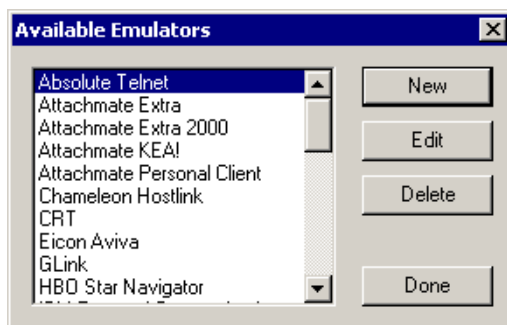 Available Emulators
Absolute Telnet
Attachmate Extra
Attachmate Extra 2000
Attachmate KEA!
Attachmate Personal Client
Chameleon Hostlink
CRT
Eicon Aviva
GLink
HBO Star Navigator
New
Edit
Delete
Done